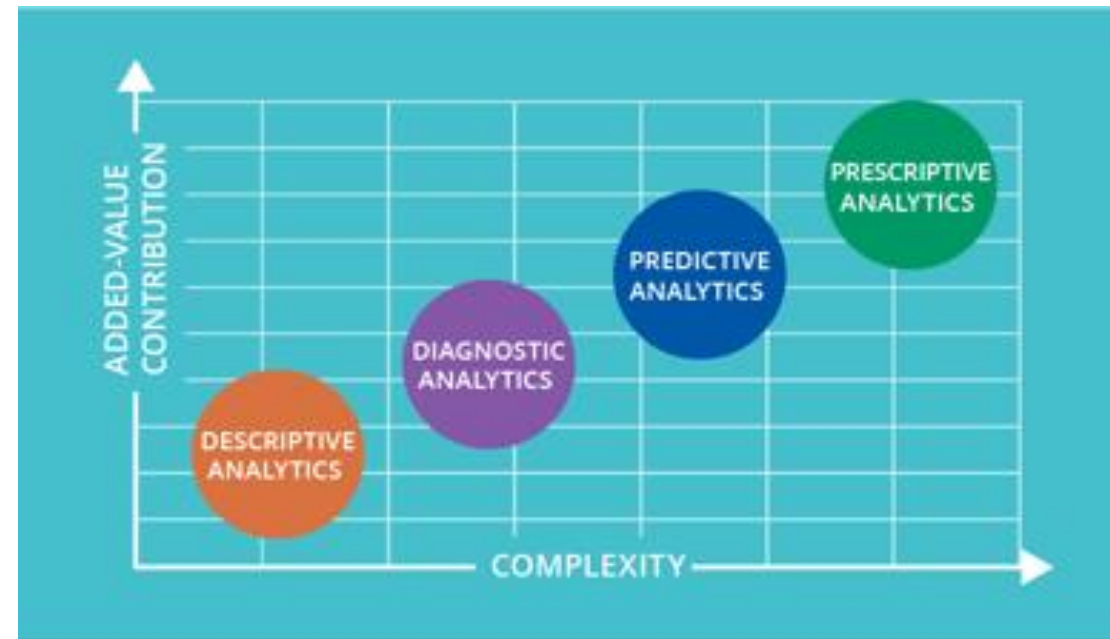 ADDED-VALUE
CONTRIBUTION
PRESCRIPTIVE
ANALYTICS
PREDICTIVE
ANALYTICS
DIAGNOSTIC
ANALYTICS
DESCRIPTIVE
ANALYTICS
COMPLEXITY